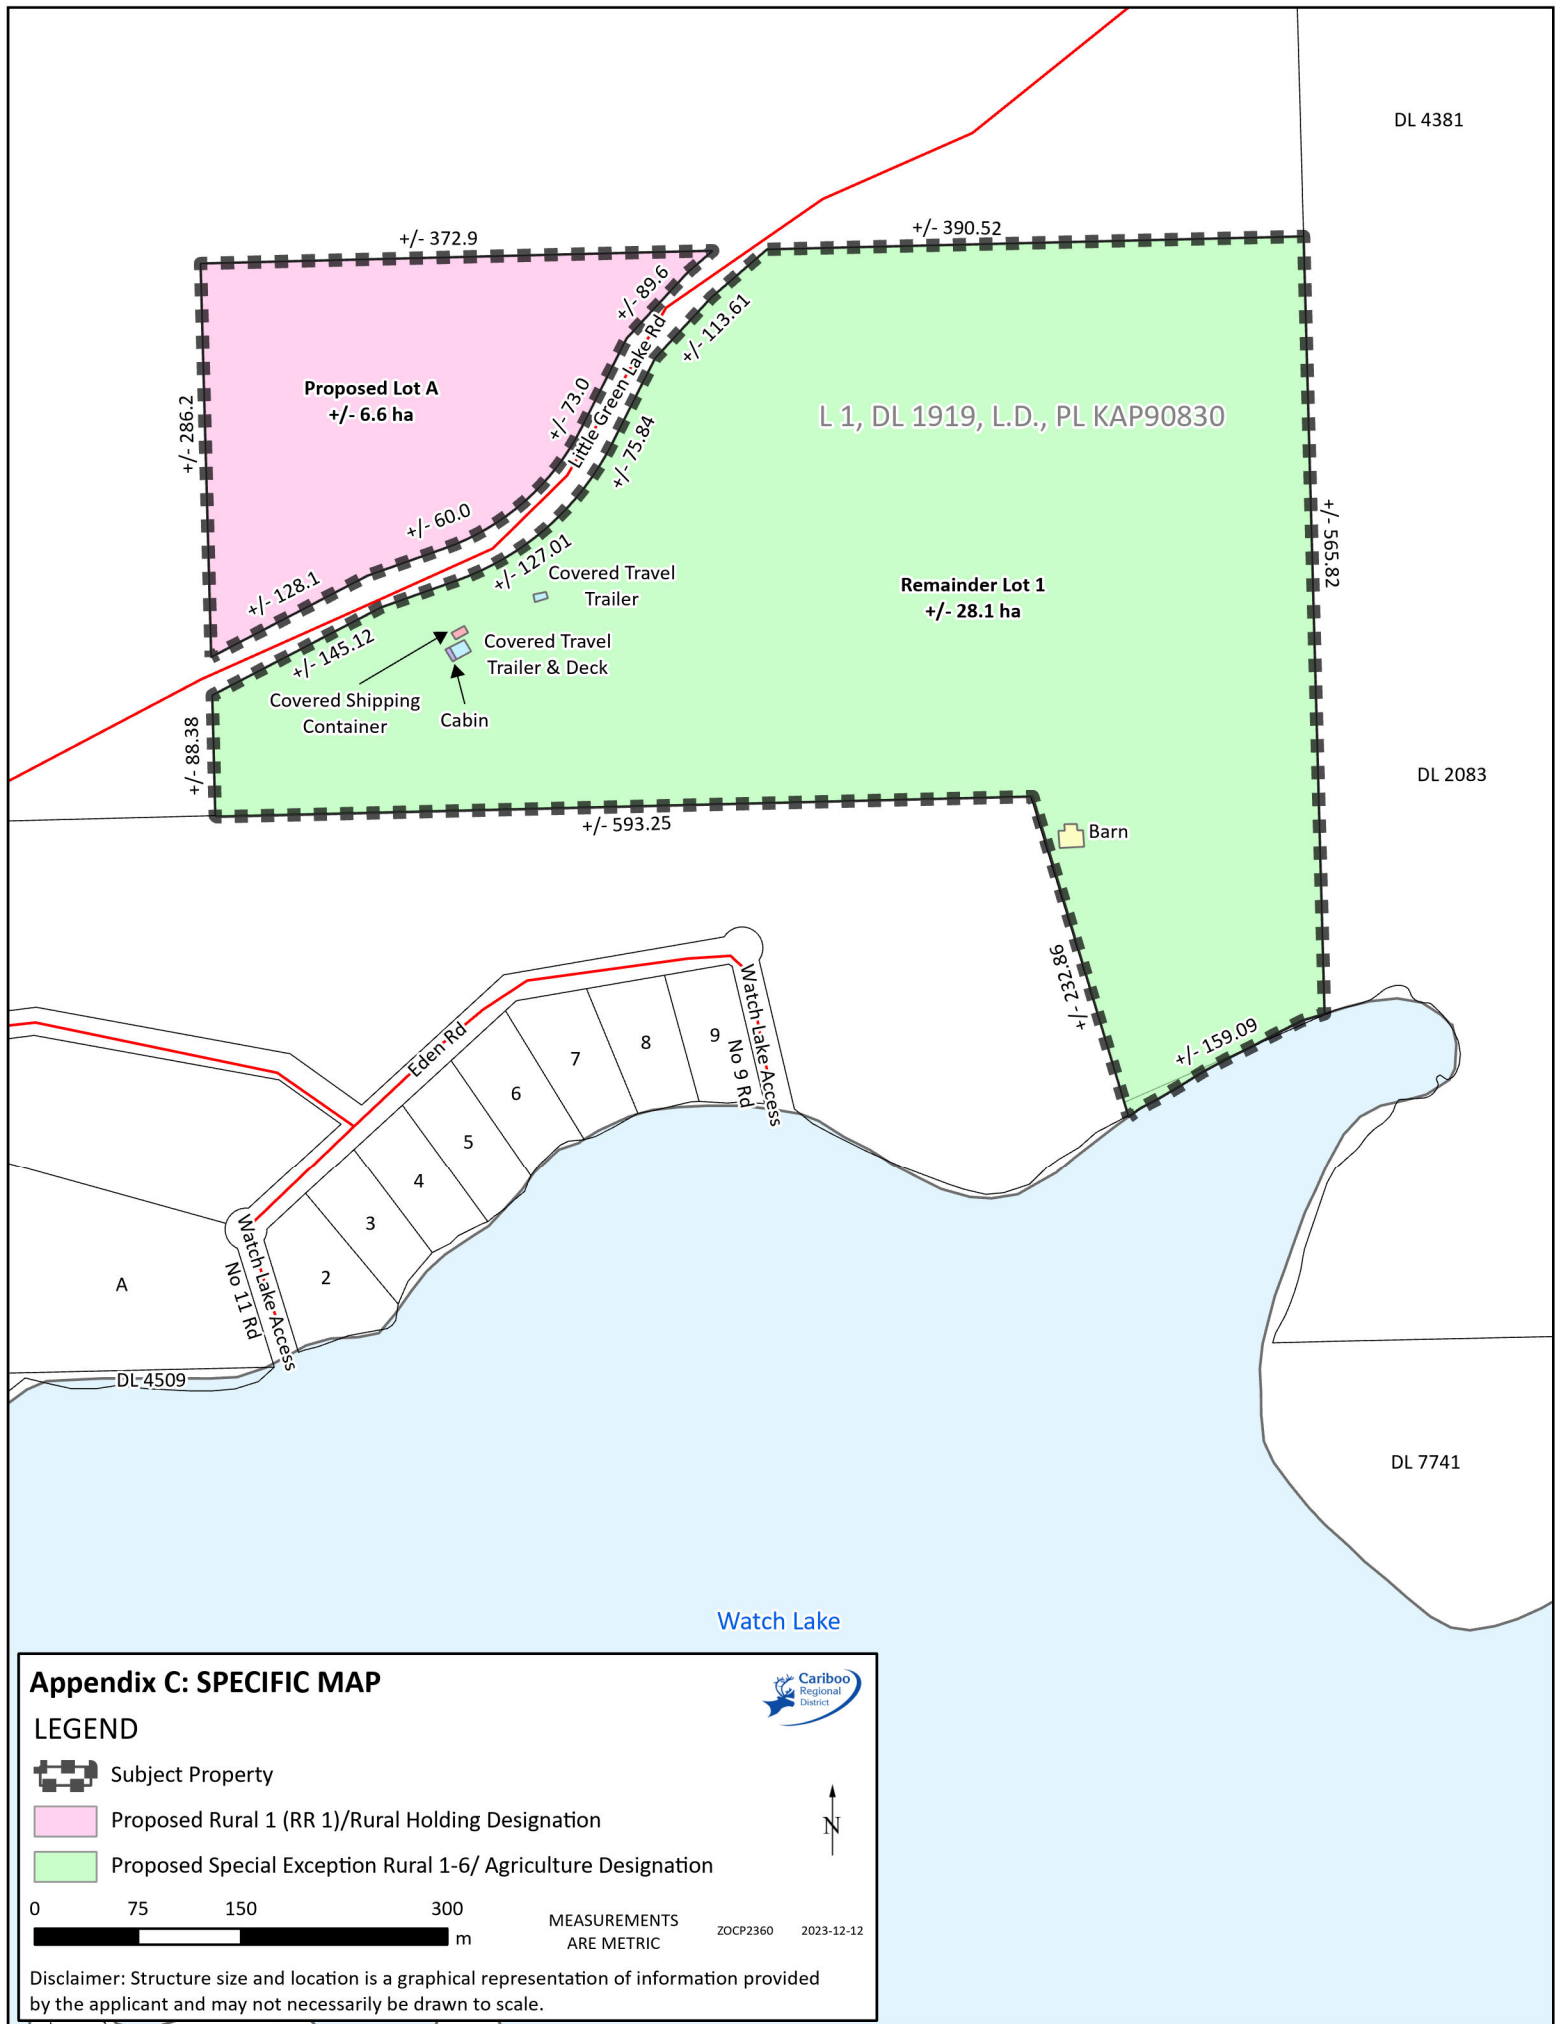 DL 4381
+/- 372.9
+/- 390.52
+/- 89.6
+/- 113.61
Little Green Lake Rd
Proposed Lot A
+/- 6.6 ha
+/- 73.0
+/- 75.84
L 1, DL 1919, L.D., PL KAP90830
+/- 286.2
+/- 60.0
+/- 127.01
+/- 565.82
+/- 128.1
+/- 145.12
Covered Travel
Trailer
Remainder Lot 1
+/- 28.1 ha
Covered Travel
Trailer & Deck
Covered Shipping
Container
Cabin
+/- 88.38
DL 2083
+/- 593.25
Barn
+/- 232.86
+/- 159.09
Eden Rd
Watch Lake Access
No 9 Rd
9
8
7
6
5
4
3
2
Watch Lake Access
No 11 Rd
A
DL 4509
DL 7741
Watch Lake
Appendix C: SPECIFIC MAP
Cariboo
Regional
District
LEGEND
Subject Property
Proposed Rural 1 (RR 1)/Rural Holding Designation
N
Proposed Special Exception Rural 1-6/ Agriculture Designation
0 75 150 300
m
MEASUREMENTS
ARE METRIC
ZOCP2360 2023-12-12
Disclaimer: Structure size and location is a graphical representation of information provided
by the applicant and may not necessarily be drawn to scale.